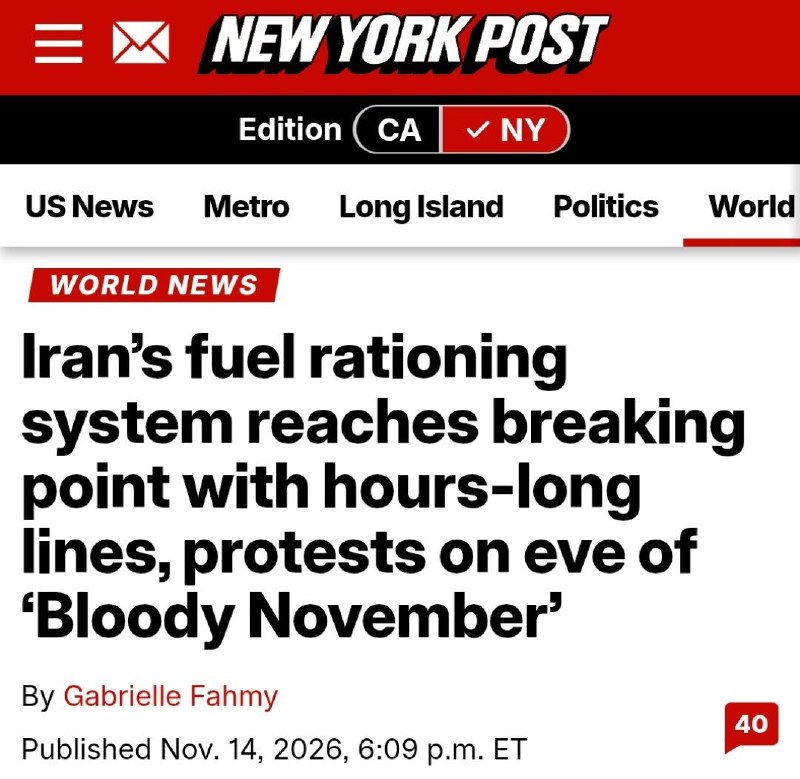 NEW YORK POST
Edition CA ✓ NY
US News Metro Long Island Politics World
WORLD NEWS
Iran’s fuel rationing
system reaches breaking
point with hours-long
lines, protests on eve of
‘Bloody November’
By Gabrielle Fahmy
40
Published Nov. 14, 2026, 6:09 p.m. ET